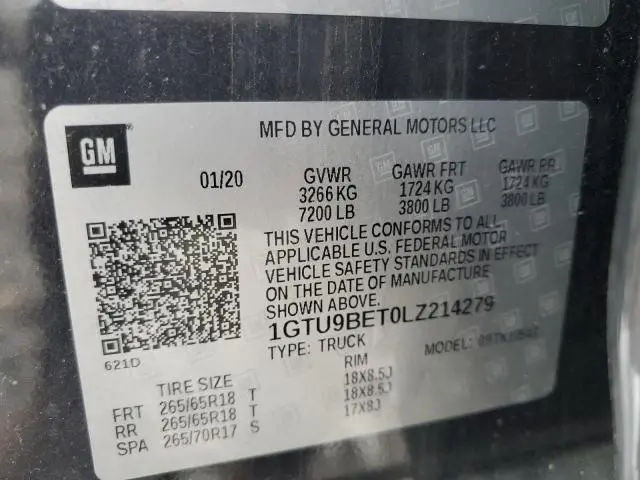 GM
MFD BY GENERAL MOTORS LLC
01/20 GVWR GAWR FRT GAWR RR
3266 KG 1724 KG 1724 KG
7200 LB 3800 LB 3800 LB
THIS VEHICLE CONFORMS TO ALL
APPLICABLE U.S. FEDERAL MOTOR
VEHICLE SAFETY STANDARDS IN EFFECT
ON THE DATE OF MANUFACTURE
SHOWN ABOVE.
1GTU9BET0LZ214279
621D TYPE: TRUCK MODEL:
TIRE SIZE RIM
FRT 265/65R18 T 18X8.5J
RR 265/65R18 T 18X8.5J
SPA 265/70R17 S 17X8J